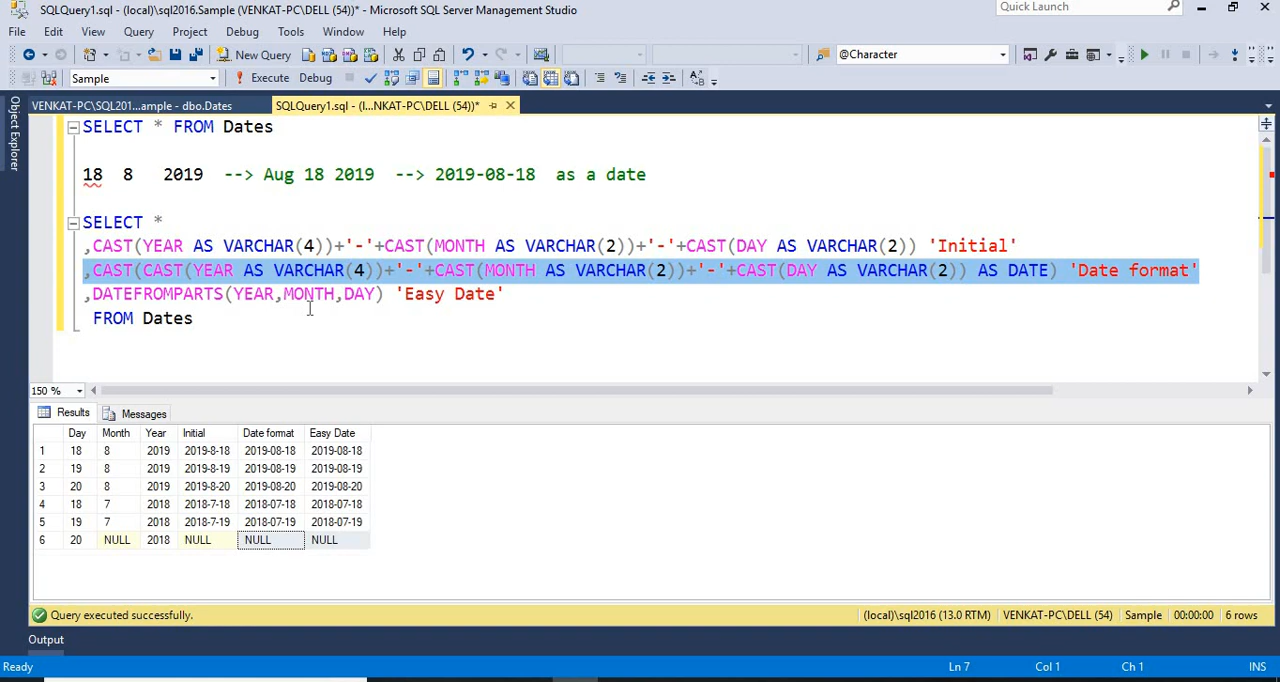 SQLQuery1.sql - (local)\sql2016.Sample (VENKAT-PC\DELL (54))* - Microsoft SQL Server Management Studio
Quick Launch
File Edit View Query Project Debug Tools Window Help
New Query
@Character
Sample
Execute Debug
VENKAT-PC\SQL201...ample - dbo.Dates
SQLQuery1.sql - (l...NKAT-PC\DELL (54))*
Object Explorer
SELECT * FROM Dates
18 8 2019 --> Aug 18 2019 --> 2019-08-18 as a date
SELECT *
,CAST(YEAR AS VARCHAR(4))+'-'+CAST(MONTH AS VARCHAR(2))+'-'+CAST(DAY AS VARCHAR(2)) 'Initial'
,CAST(CAST(YEAR AS VARCHAR(4))+'-'+CAST(MONTH AS VARCHAR(2))+'-'+CAST(DAY AS VARCHAR(2)) AS DATE) 'Date format'
,DATEFROMPARTS(YEAR,MONTH,DAY) 'Easy Date'
FROM Dates
150 %
Results Messages
Day Month Year Initial Date format Easy Date
1 18 8 2019 2019-8-18 2019-08-18 2019-08-18
2 19 8 2019 2019-8-19 2019-08-19 2019-08-19
3 20 8 2019 2019-8-20 2019-08-20 2019-08-20
4 18 7 2018 2018-7-18 2018-07-18 2018-07-18
5 19 7 2018 2018-7-19 2018-07-19 2018-07-19
6 20 NULL 2018 NULL NULL NULL
Query executed successfully.
(local)\sql2016 (13.0 RTM) VENKAT-PC\DELL (54) Sample 00:00:00 6 rows
Output
Ready
Ln 7 Col 1 Ch 1 INS